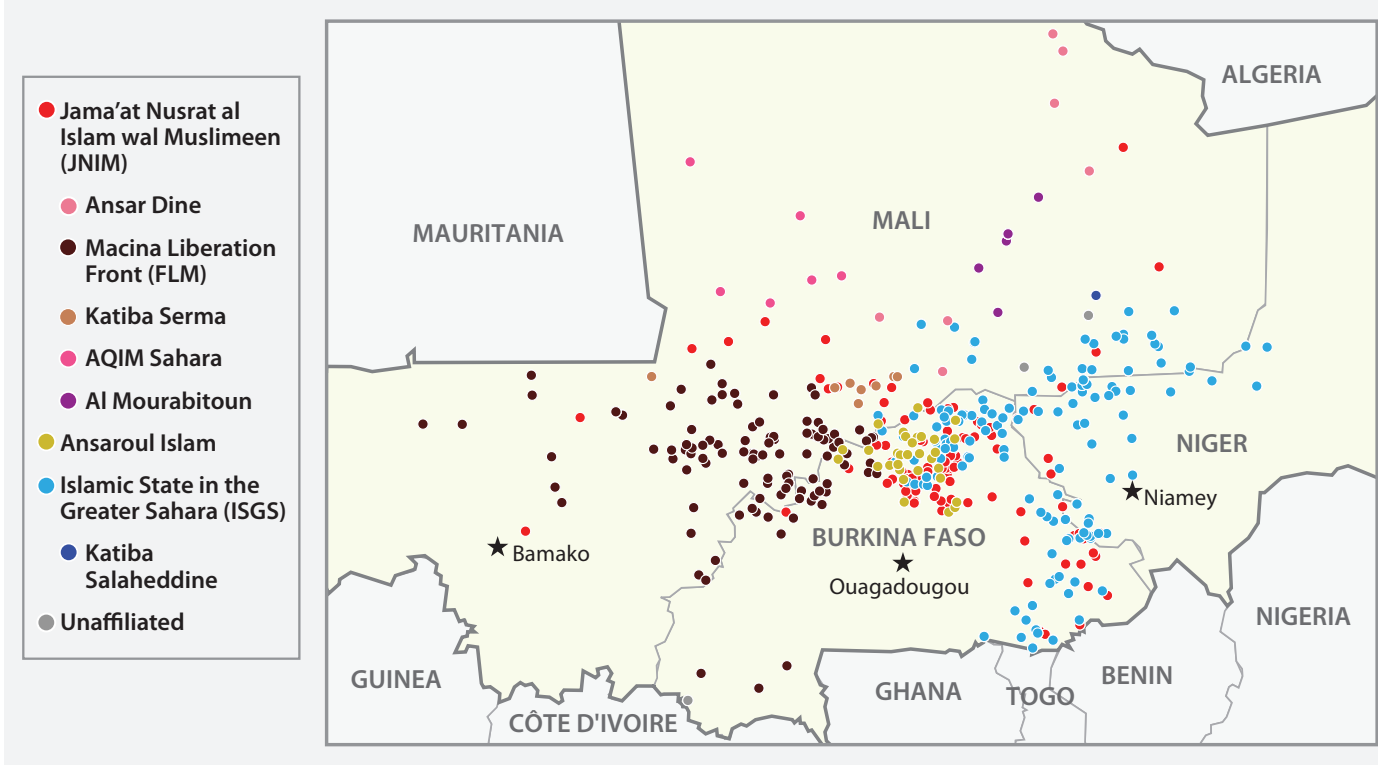 Jama’at Nusrat al
Islam wal Muslimeen
(JNIM)
Ansar Dine
Macina Liberation
Front (FLM)
Katiba Serma
AQIM Sahara
Al Mourabitoun
Ansaroul Islam
Islamic State in the
Greater Sahara (ISGS)
Katiba
Salaheddine
Unaffiliated
ALGERIA
MAURITANIA
MALI
NIGER
Niamey
BURKINA FASO
Bamako
Ouagadougou
NIGERIA
GUINEA
CÔTE D'IVOIRE
GHANA
TOGO
BENIN